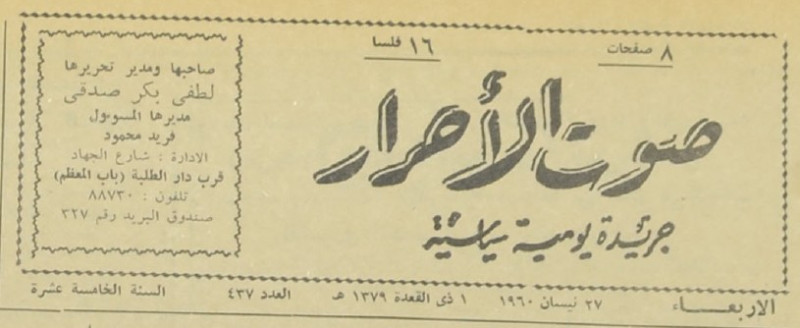 ٨ صفحات
١٦ فلسا
صوت الأحرار
جريدة يومية سياسية
صاحبها ومدير تحريرها
لطفي بكر صدقي
مديرها المسؤول
فريد محمود
الادارة : شارع الجهاد
قرب دار الطلبة (باب المعظم)
تلفون : ٨٨٧٣٠
صندوق البريد رقم ٣٢٧
الاربعـــاء ٢٧ نيسان ١٩٦٠ ١ ذي القعدة ١٣٧٩ هـ العدد ٤٣٧ السنة الخامسة عشرة